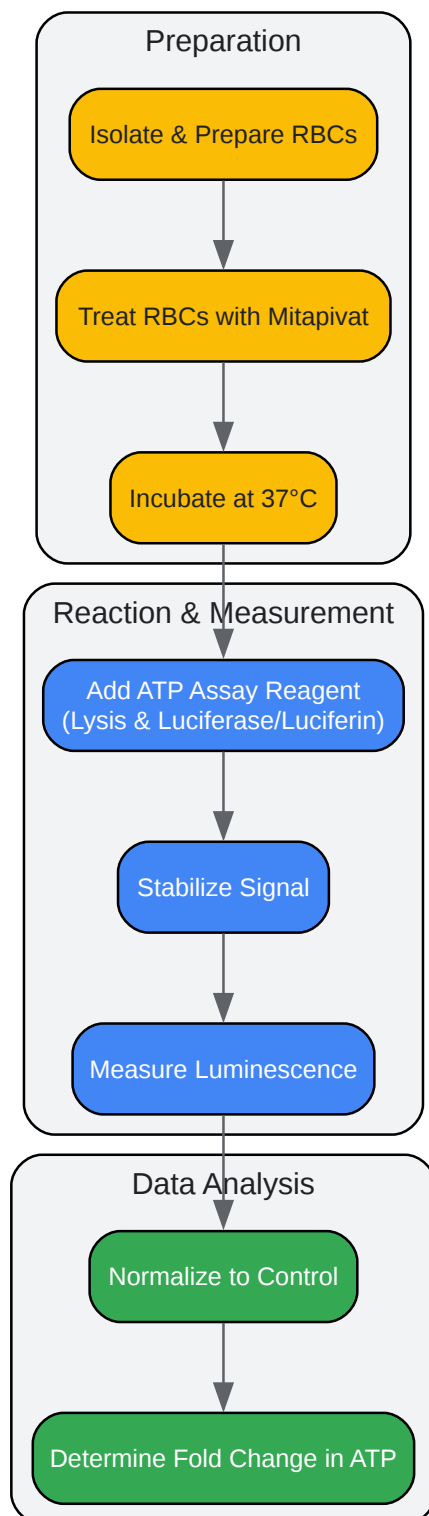 Preparation
Isolate & Prepare RBCs
Treat RBCs with Mitapivat
Incubate at 37°C
Reaction & Measurement
Add ATP Assay Reagent
(Lysis & Luciferase/Luciferin)
Stabilize Signal
Measure Luminescence
Data Analysis
Normalize to Control
Determine Fold Change in ATP